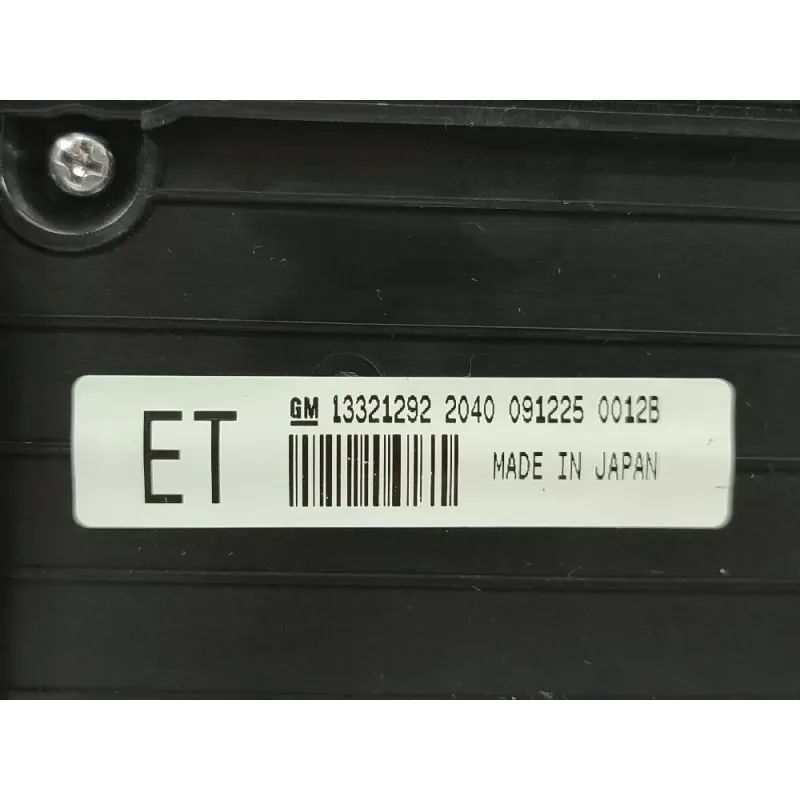 ET
GM 13321292 2040 091225 0012B
MADE IN JAPAN